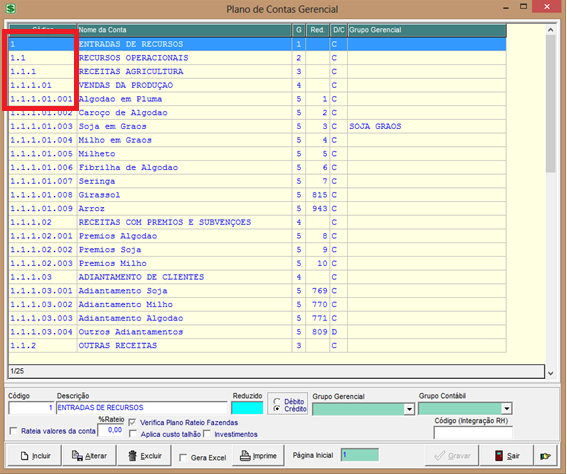 Plano de Contas Gerencial
Código Nome da Conta G Red. D/C Grupo Gerencial
1 ENTRADAS DE RECURSOS 1 C
1.1 RECURSOS OPERACIONAIS 2 C
1.1.1 RECEITAS AGRICULTURA 3 C
1.1.1.01 VENDAS DA PRODUÇAO 4 C
1.1.1.01.001 Algodao em Pluma 5 1 C
1.1.1.01.002 Caroço de Algodao 5 2 C
1.1.1.01.003 Soja em Graos 5 3 C SOJA GRAOS
1.1.1.01.004 Milho em Graos 5 4 C
1.1.1.01.005 Milheto 5 5 C
1.1.1.01.006 Fibrilha de Algodao 5 6 C
1.1.1.01.007 Seringa 5 7 C
1.1.1.01.008 Girassol 5 815 C
1.1.1.01.009 Arroz 5 943 C
1.1.1.02 RECEITAS COM PREMIOS E SUBVENÇOES 4 C
1.1.1.02.001 Premios Algodao 5 8 C
1.1.1.02.002 Premios Soja 5 9 C
1.1.1.02.003 Premios Milho 5 10 C
1.1.1.03 ADIANTAMENTO DE CLIENTES 4 C
1.1.1.03.001 Adiantamento Soja 5 769 C
1.1.1.03.002 Adiantamento Milho 5 770 C
1.1.1.03.003 Adiantamento Algodao 5 771 C
1.1.1.03.004 Outros Adiantamentos 5 809 D
1.1.2 OUTRAS RECEITAS 3 C
1/25
Código Descrição Reduzido Débito Crédito Grupo Gerencial Grupo Contábil
1 ENTRADAS DE RECURSOS
%Rateio Verifica Plano Rateio Fazendas Código (Integração RH)
Rateia valores da conta 0,00 Aplica custo talhão Investimentos
Incluir Alterar Excluir Gera Excel Imprime Página Inicial 1 Gravar Sair